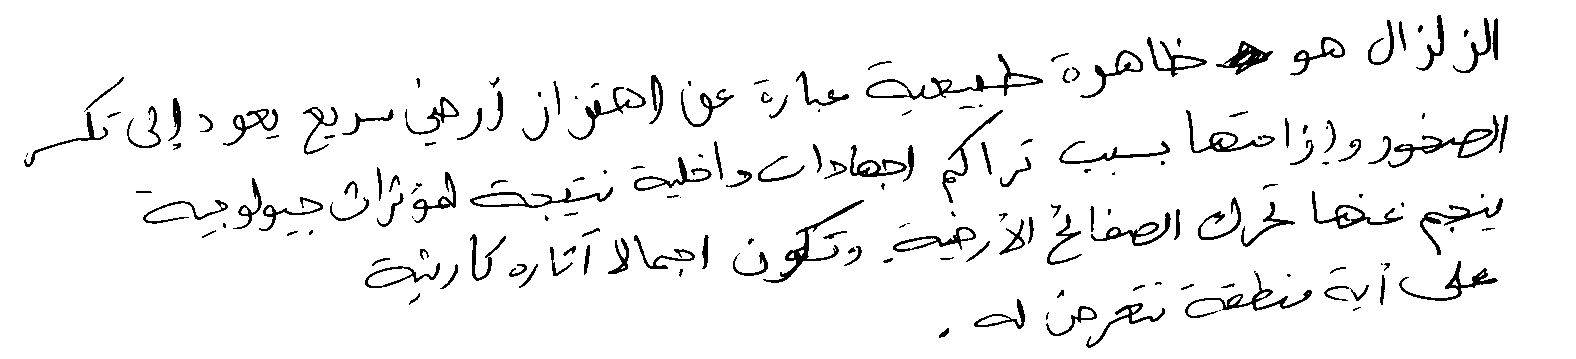 الزلزال هو ظاهرة طبيعية عبارة عن اهتزاز أرضي سريع يعود إلى تكسر
الصخور وإزاحتها بسبب تراكم اجهادات داخلية نتيجة لمؤثرات جيولوجية
ينجم عنها تحرك الصفائح الأرضية. وتكون اجمالا آثاره كارثية
على أية منطقة تتعرض له.